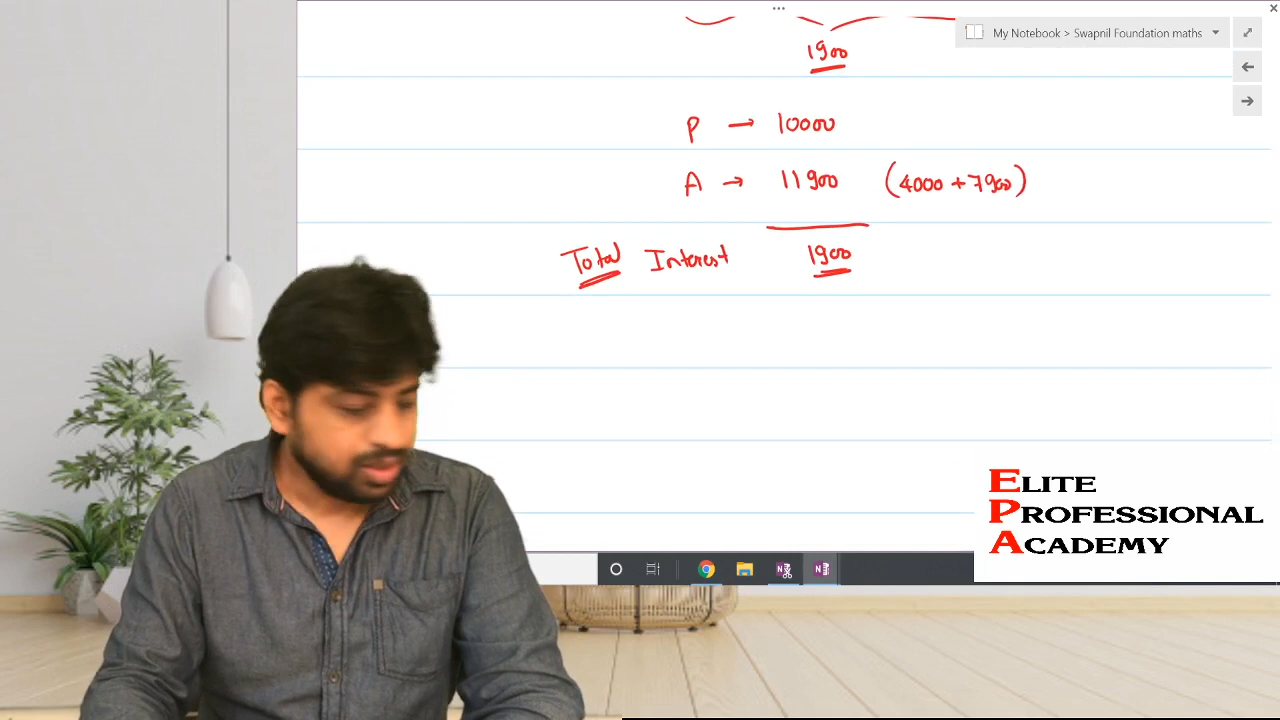 My Notebook > Swapnil Foundation maths
1900
P → 10000
A → 11900 (4000 + 7900)
Total Interest 1900
ELITE
PROFESSIONAL
ACADEMY